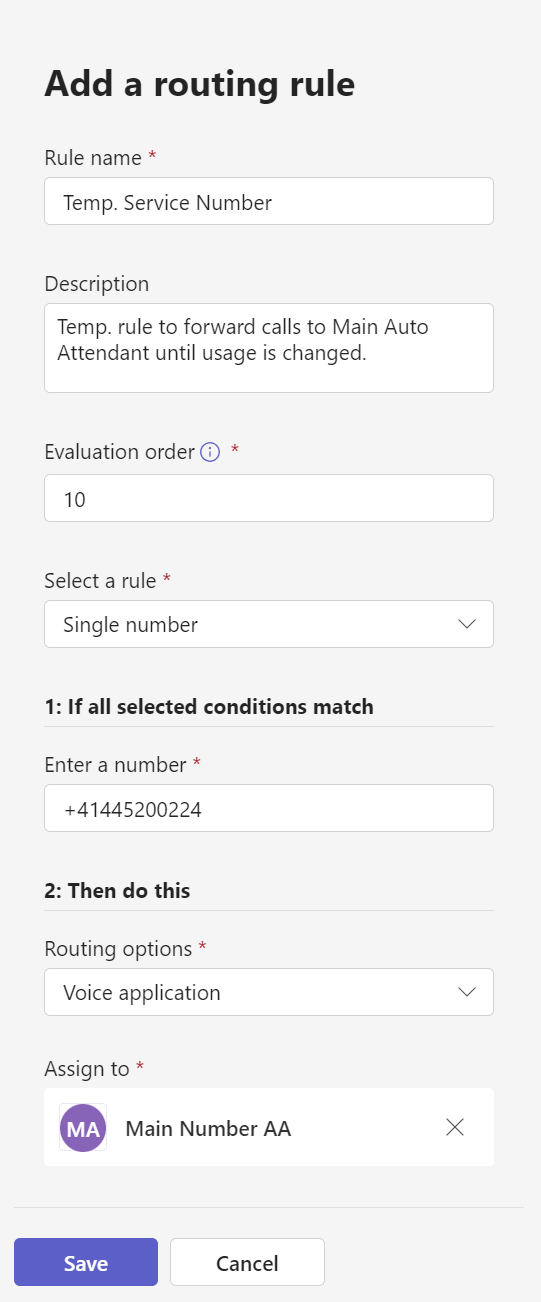 Add a routing rule
Rule name *
Temp. Service Number
Description
Temp. rule to forward calls to Main Auto
Attendant until usage is changed.
Evaluation order *
10
Select a rule *
Single number
1: If all selected conditions match
Enter a number *
+41445200224
2: Then do this
Routing options *
Voice application
Assign to *
MA Main Number AA
Save Cancel